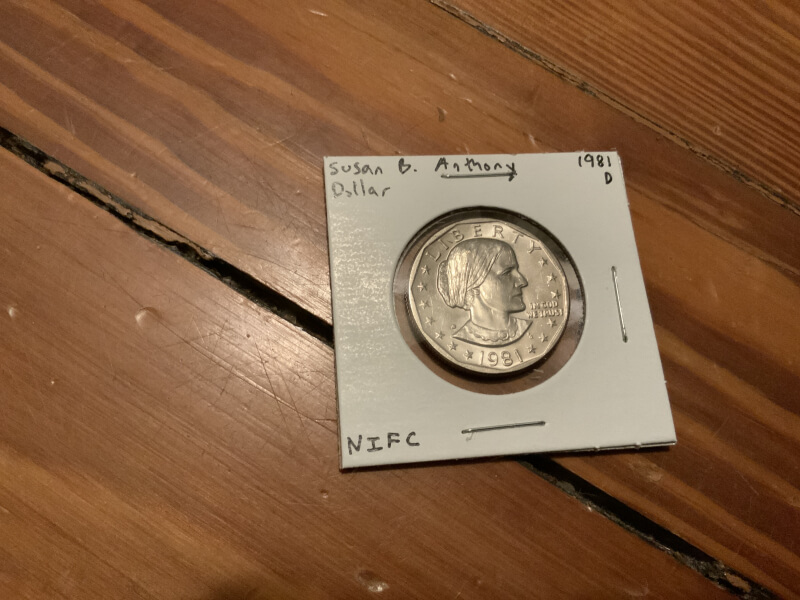 Susan B. Anthony 1981
Dollar D
LIBERTY
IN GOD
WE TRUST
1981
NIFC